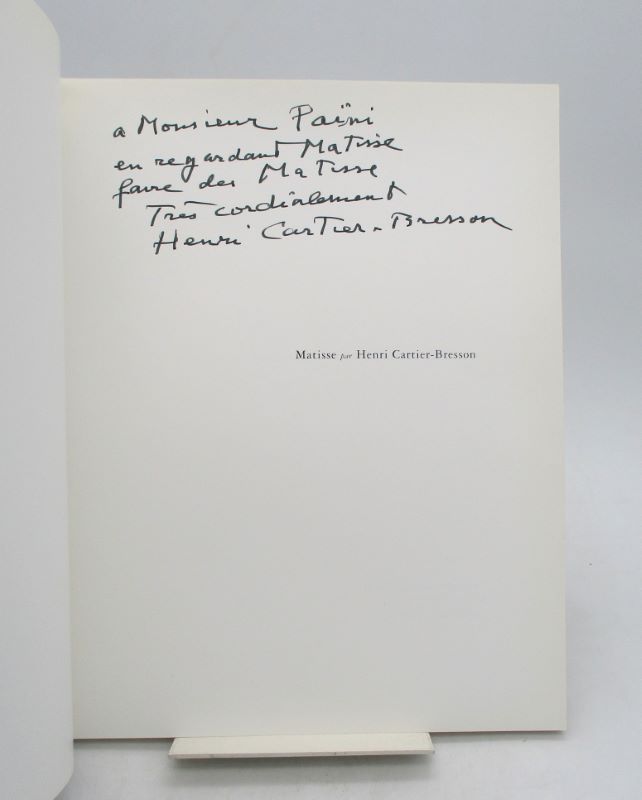 a Monsieur Païni
en regardant Matisse
faire des Matisse
Très cordialement
Henri Cartier-Bresson
Matisse par Henri Cartier-Bresson